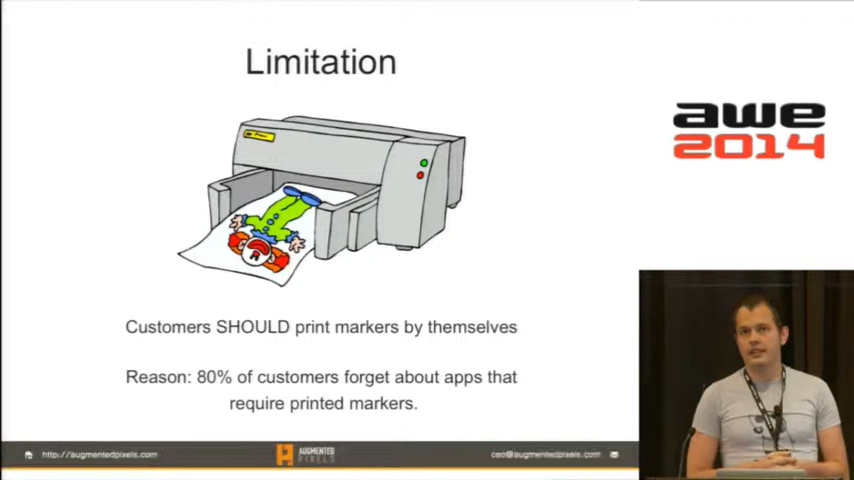 Limitation
awe
2014
Customers SHOULD print markers by themselves
Reason: 80% of customers forget about apps that
require printed markers.
http://augmentedpixels.com
AUGMENTED
PIXELS
ceo@augmentedpixels.com